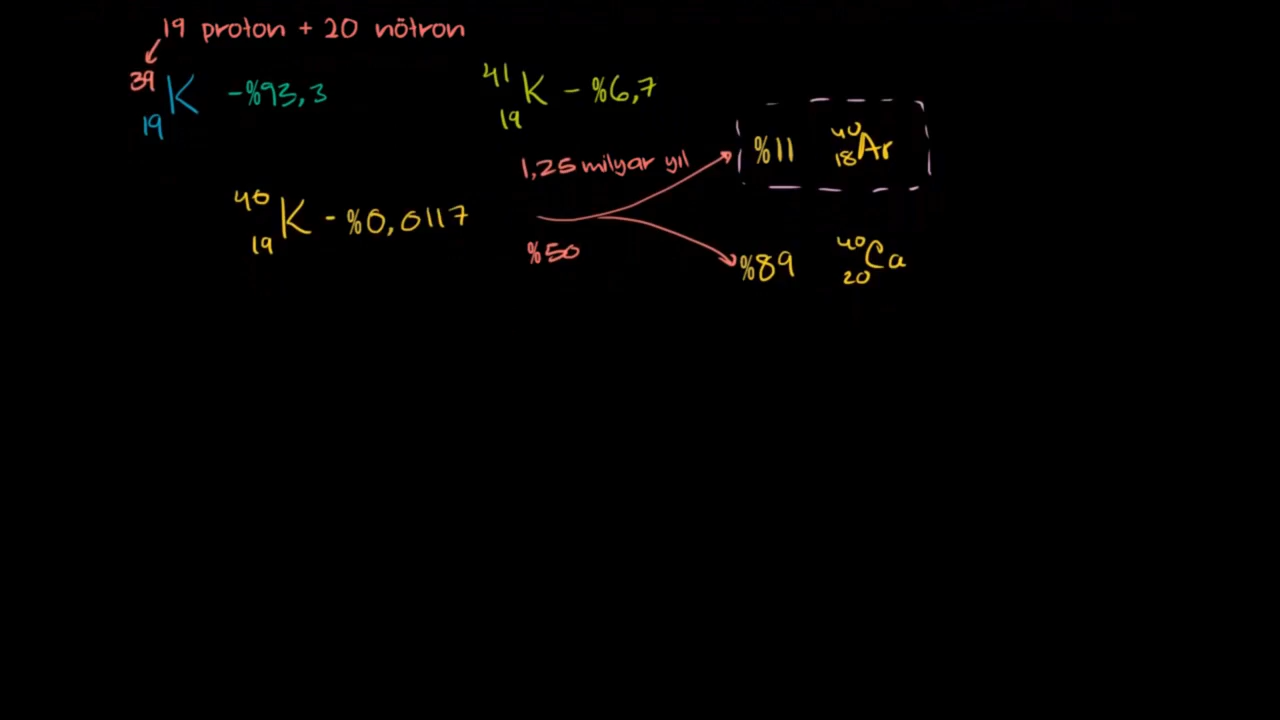 19 proton + 20 nötron
39 19 K - %93,3
41 19 K - %6,7
1,25 milyar yıl
%11 40 18 Ar
40 19 K - %0,0117
%50
%89 40 20 Ca